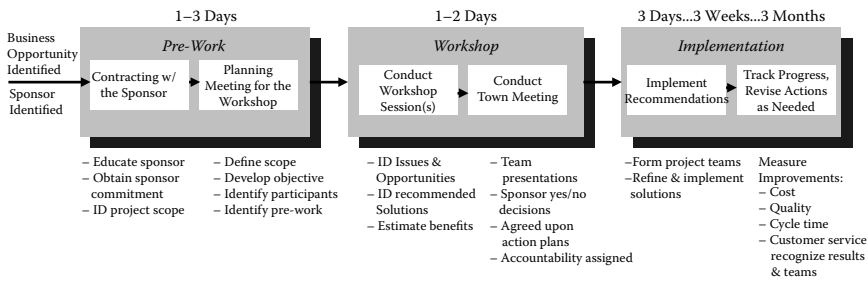 1–3 Days
1–2 Days
3 Days...3 Weeks...3 Months
Business
Opportunity
Identified
Sponsor
Identified
Pre-Work
Contracting w/
the Sponsor
Planning
Meeting for the
Workshop
Workshop
Conduct
Workshop
Session(s)
Conduct
Town Meeting
Implementation
Implement
Recommendations
Track Progress,
Revise Actions
as Needed
– Educate sponsor
– Obtain sponsor
commitment
– ID project scope
– Define scope
– Develop objective
– Identify participants
– Identify pre-work
– ID Issues &
Opportunities
– ID recommended
Solutions
– Estimate benefits
– Team
presentations
– Sponsor yes/no
decisions
– Agreed upon
action plans
– Accountability assigned
–Form project teams
–Refine & implement
solutions
Measure
Improvements:
– Cost
– Quality
– Cycle time
– Customer service
recognize results
& teams